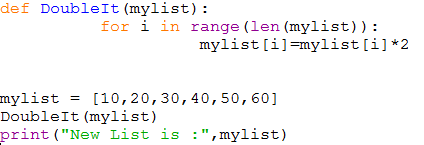 def DoubleIt(mylist):
        for i in range(len(mylist)):
                mylist[i]=mylist[i]*2
mylist = [10,20,30,40,50,60]
DoubleIt(mylist)
print("New List is :",mylist)